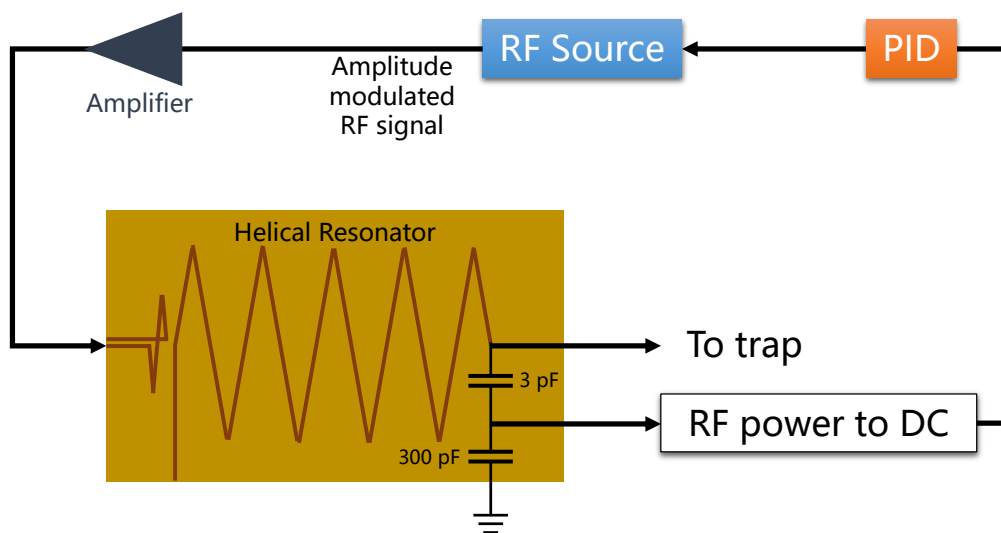 RF Source
PID
Amplitude
modulated
RF signal
Amplifier
Helical Resonator
To trap
3 pF
RF power to DC
300 pF